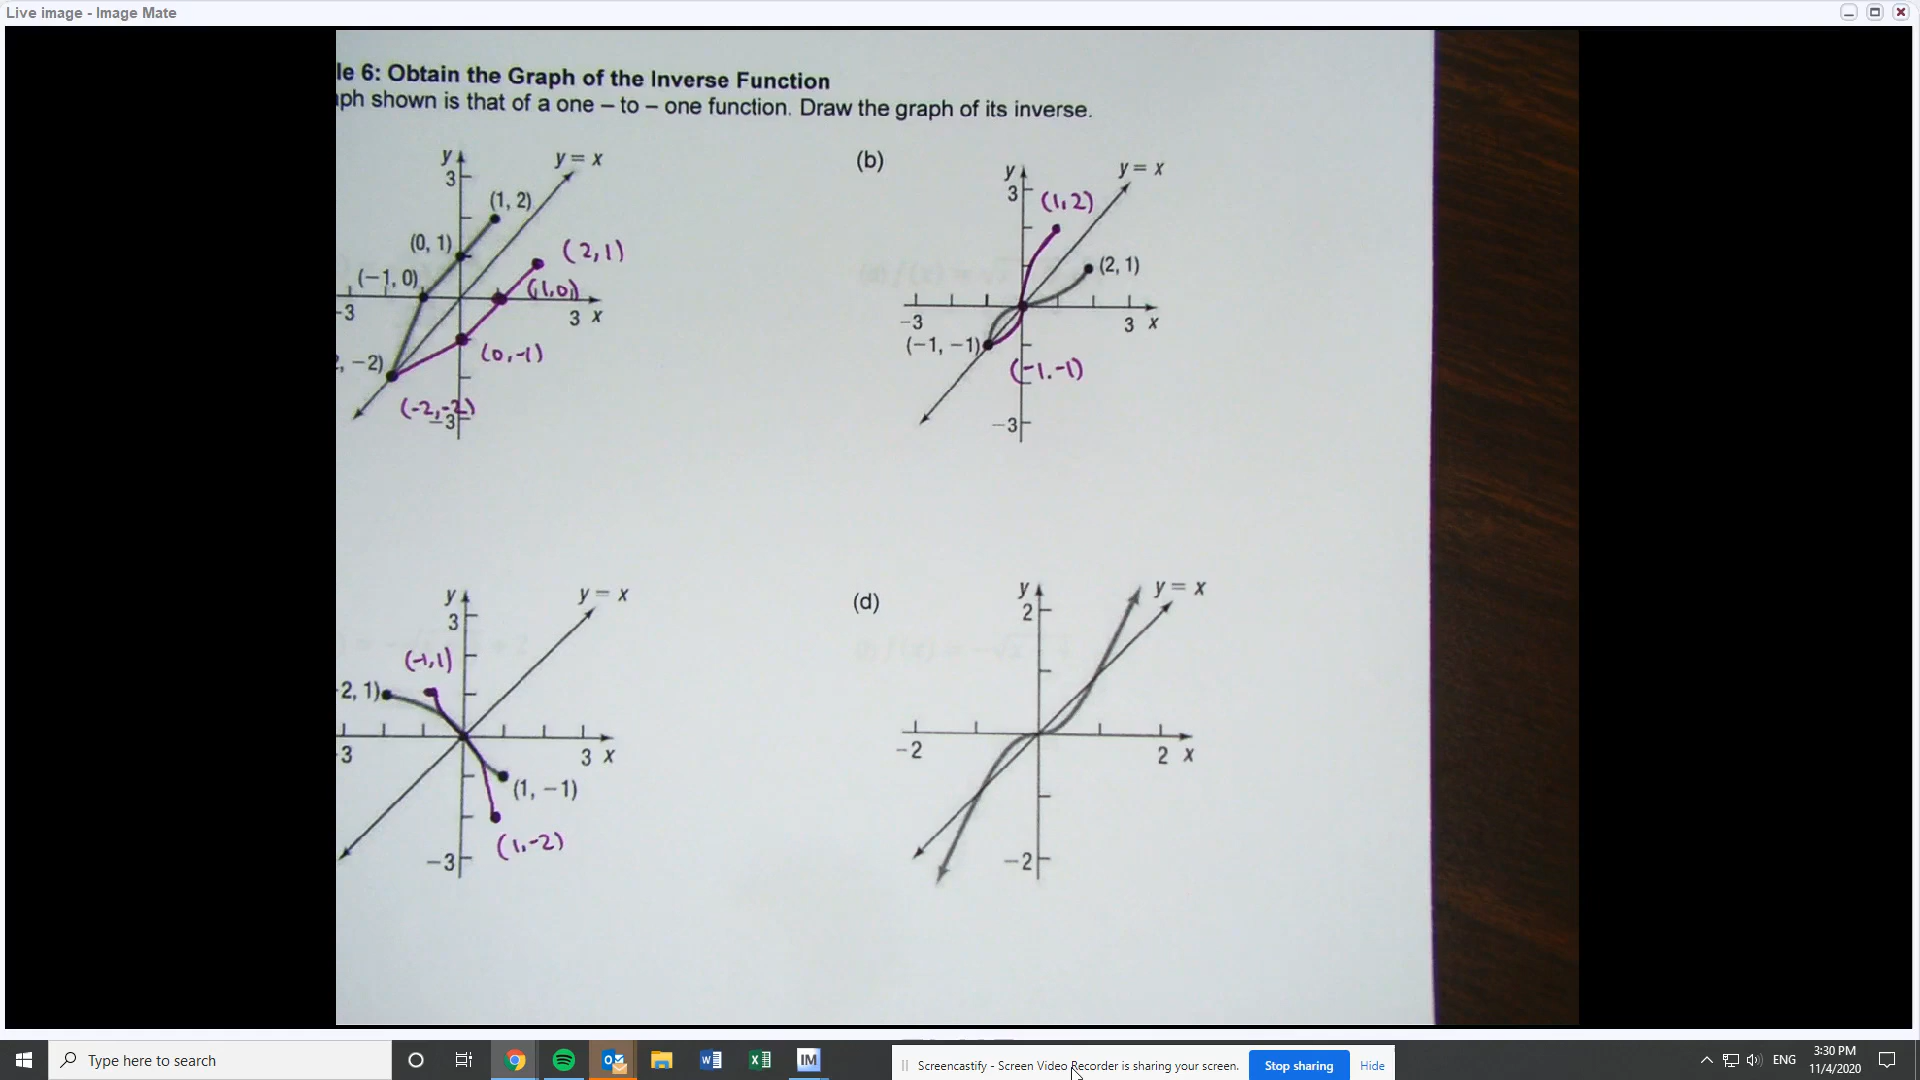 Live image - Image Mate
le 6: Obtain the Graph of the Inverse Function
aph shown is that of a one – to – one function. Draw the graph of its inverse.
y
y = x
3
(1, 2)
(0, 1)
(2,1)
(−1, 0)
(1,0)
-3
3 x
, −2)
(0,-1)
(-2,-2)
−3
(b)
y
y = x
3
(1,2)
(2, 1)
−3
3 x
(−1, −1)
(-1.-1)
−3
y
y = x
3
(-1,1)
2, 1)
3
3 x
(1, −1)
(1,-2)
−3
(d)
y
y = x
2
−2
2 x
−2
Type here to search
IM
Screencastify - Screen Video Recorder is sharing your screen.
Stop sharing
Hide
ENG
3:30 PM
11/4/2020